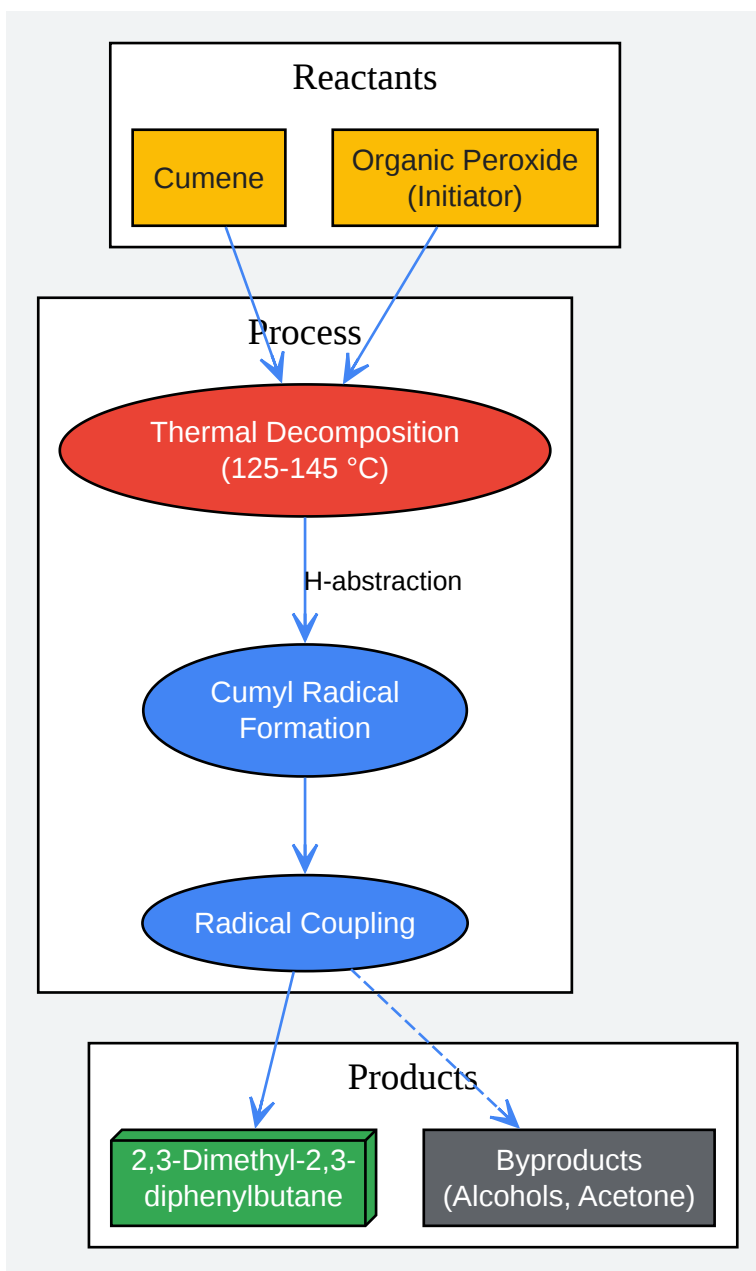 Reactants
Cumene
Organic Peroxide
(Initiator)
Process
Thermal Decomposition
(125-145 °C)
H-abstraction
Cumyl Radical
Formation
Radical Coupling
Products
2,3-Dimethyl-2,3-
diphenylbutane
Byproducts
(Alcohols, Acetone)